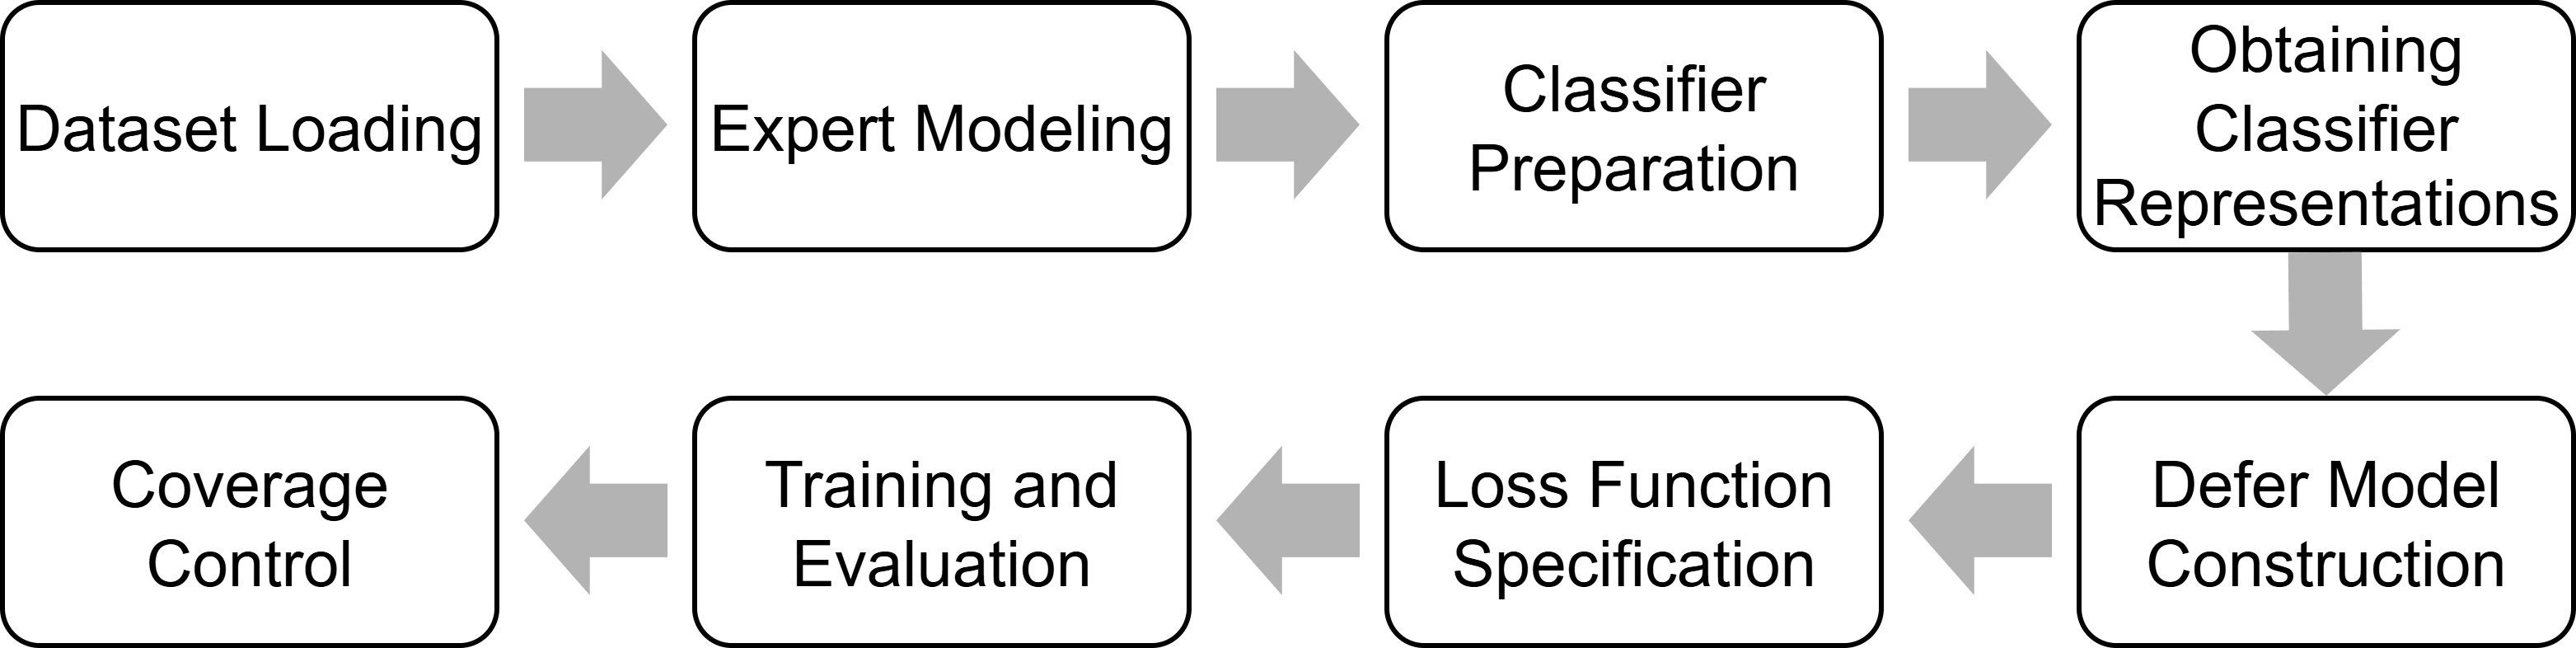 Dataset Loading
Expert Modeling
Classifier
Preparation
Obtaining
Classifier
Representations
Defer Model
Construction
Loss Function
Specification
Training and
Evaluation
Coverage
Control